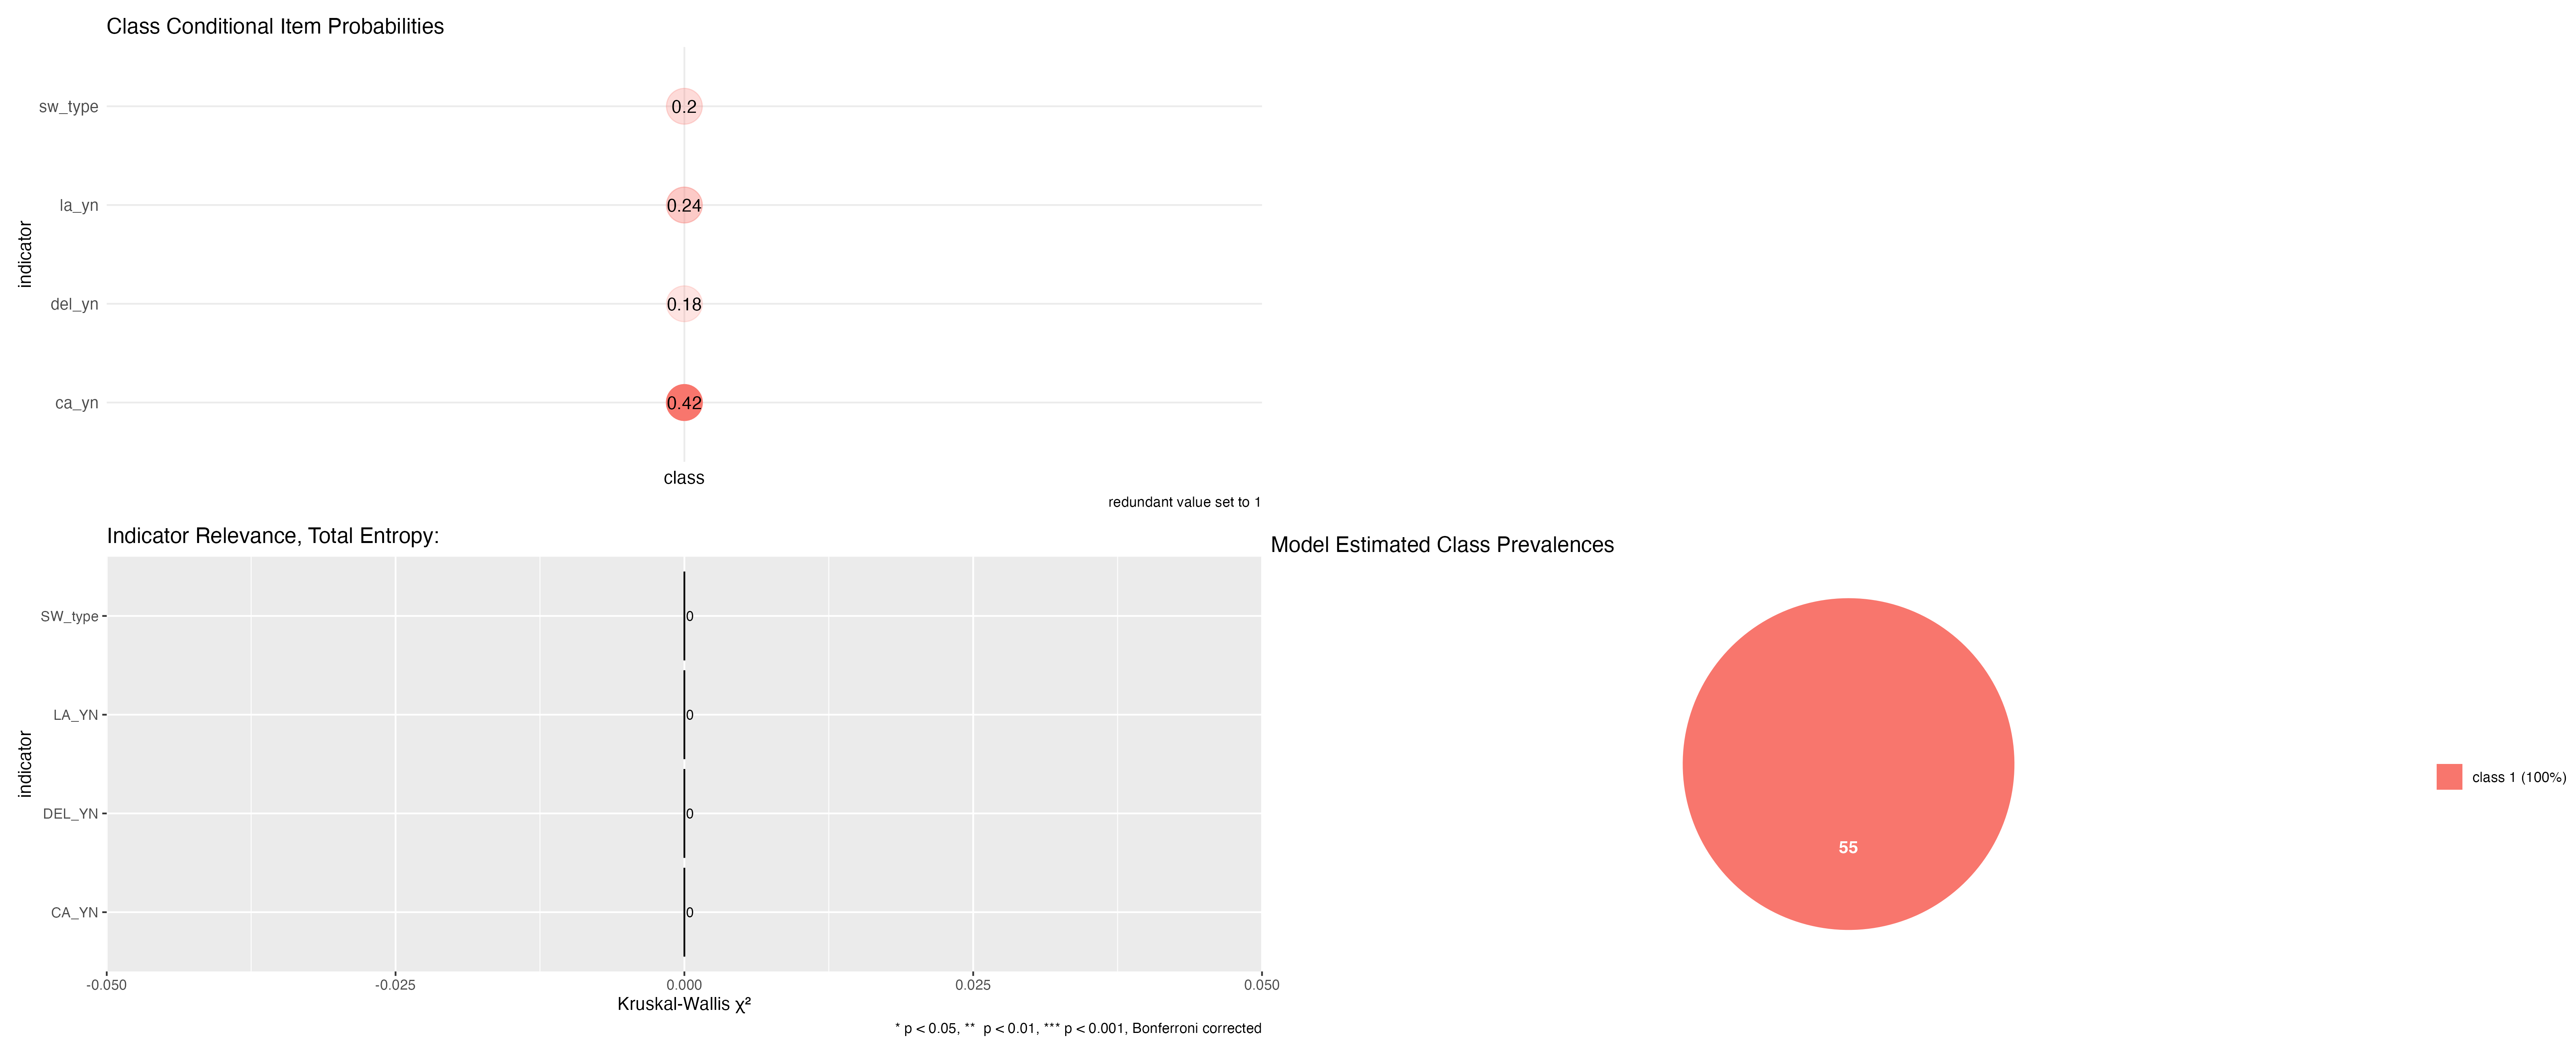 Class Conditional Item Probabilities
indicator
sw_type
0.2
la_yn
0.24
del_yn
0.18
ca_yn
0.42
class
redundant value set to 1
Indicator Relevance, Total Entropy:
indicator
SW_type
0
LA_YN
0
DEL_YN
0
CA_YN
0
-0.050
-0.025
0.000
0.025
0.050
Kruskal-Wallis χ²
* p < 0.05, ** p < 0.01, *** p < 0.001, Bonferroni corrected
Model Estimated Class Prevalences
55
class 1 (100%)